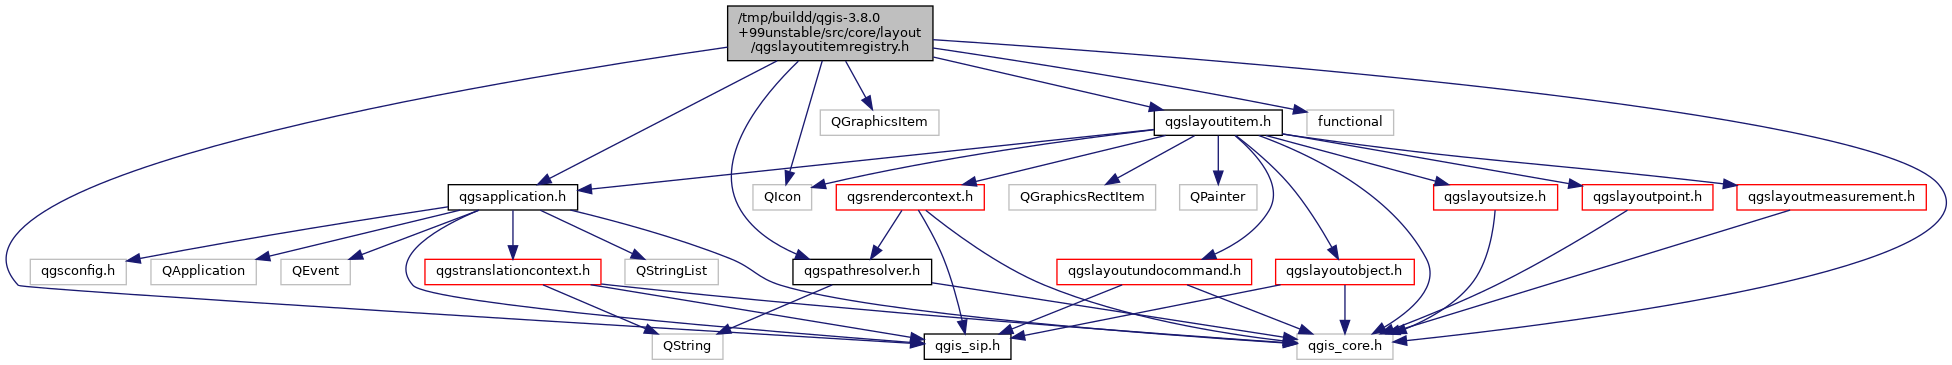 /tmp/buildd/qgis-3.8.0
+99unstable/src/core/layout
/qgslayoutitemregistry.h
QGraphicsItem
qgslayoutitem.h
functional
qgsapplication.h
QIcon
qgsrendercontext.h
QGraphicsRectItem
QPainter
qgslayoutsize.h
qgslayoutpoint.h
qgslayoutmeasurement.h
qgsconfig.h
QApplication
QEvent
qgstranslationcontext.h
QStringList
qgspathresolver.h
qgslayoutundocommand.h
qgslayoutobject.h
QString
qgis_sip.h
qgis_core.h